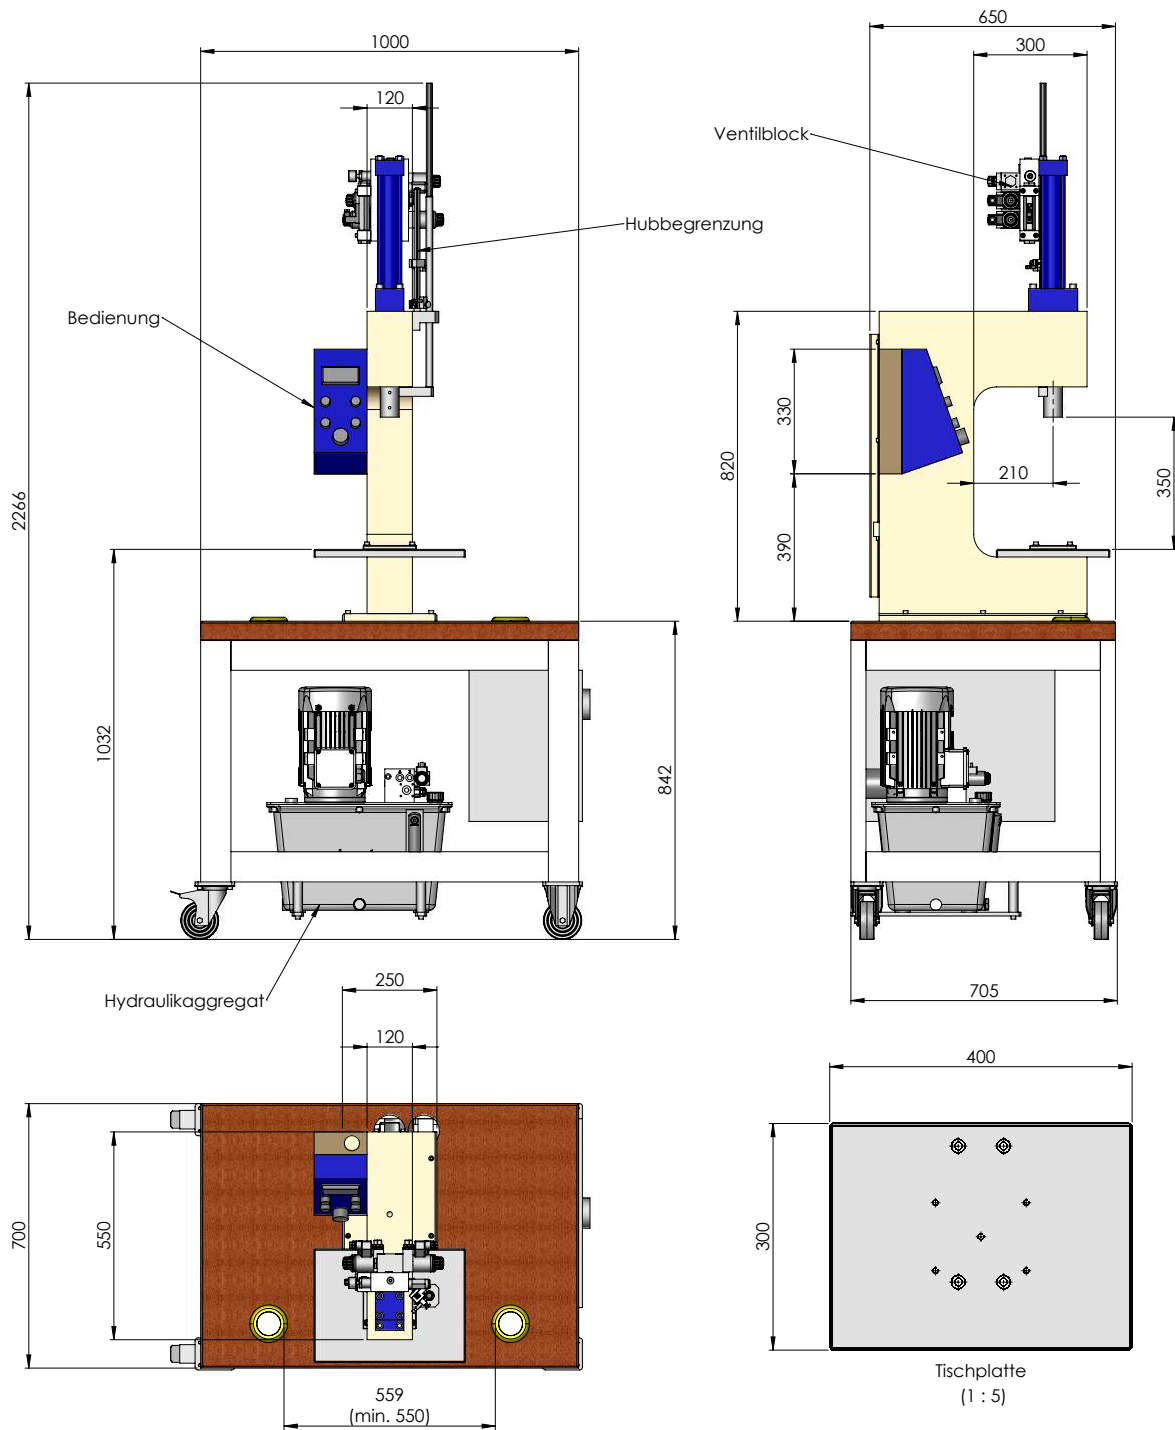 650
1000
300
120
Ventilblock
Hubbegrenzung
Bedienung
330
820
2266
210
350
390
1032
842
250
705
Hydraulikaggregat
120
400
700
550
300
559
(min. 550)
Tischplatte
(1 : 5)